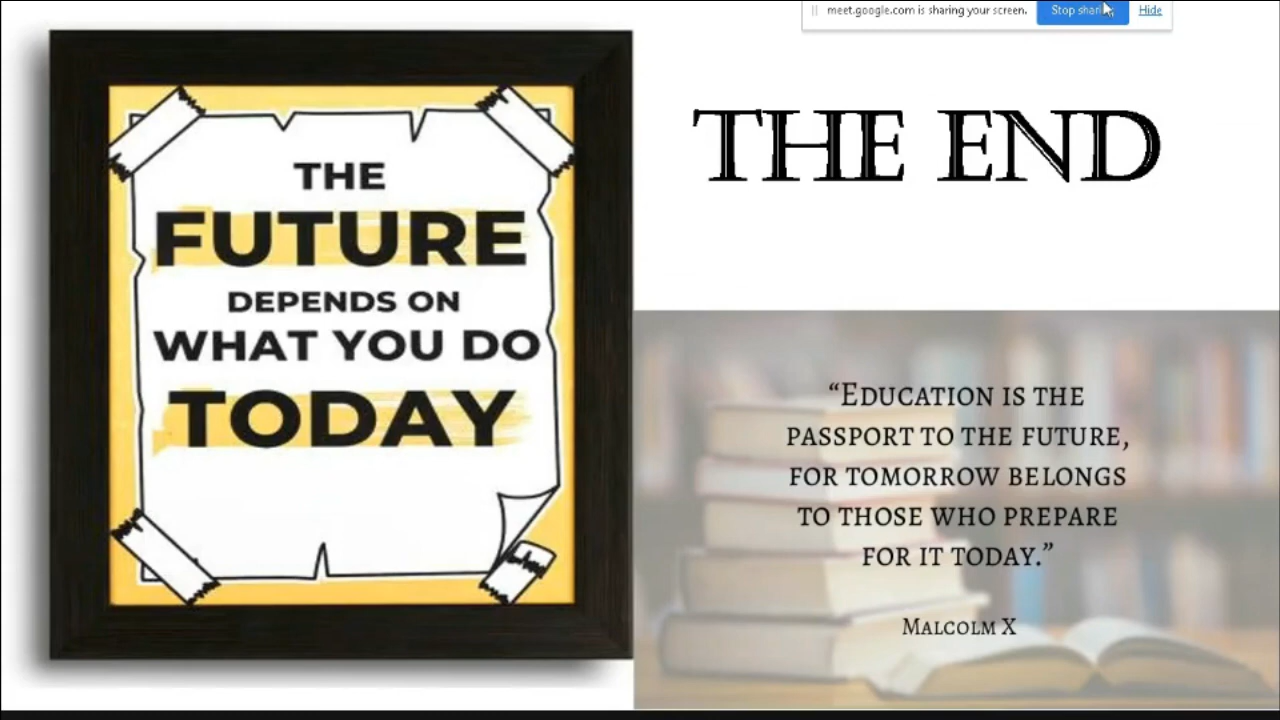 meet.google.com is sharing your screen.
Stop sharing
Hide
THE
FUTURE
DEPENDS ON
WHAT YOU DO
TODAY
THE END
“EDUCATION IS THE
PASSPORT TO THE FUTURE,
FOR TOMORROW BELONGS
TO THOSE WHO PREPARE
FOR IT TODAY.”
MALCOLM X